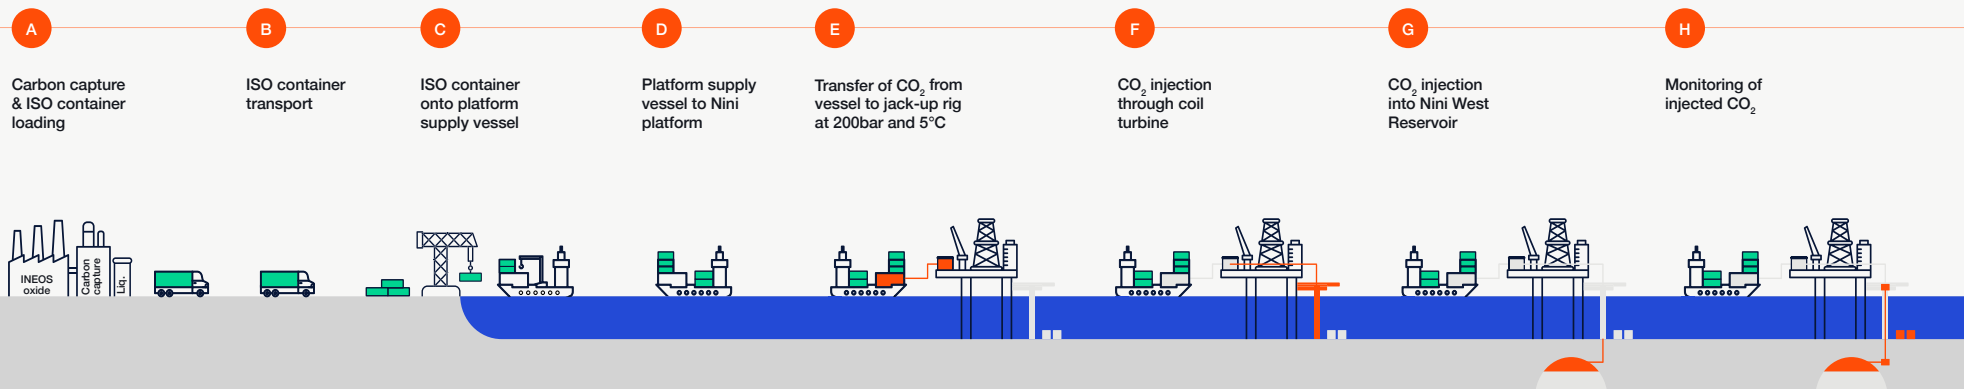 A
Carbon capture
& ISO container
loading
B
ISO container
transport
C
ISO container
onto platform
supply vessel
D
Platform supply
vessel to Nini
platform
E
Transfer of CO₂ from
vessel to jack-up rig
at 200bar and 5°C
F
CO₂ injection
through coil
turbine
G
CO₂ injection
into Nini West
Reservoir
H
Monitoring of
injected CO₂
INEOS
oxide
Carbon
capture
Liq.